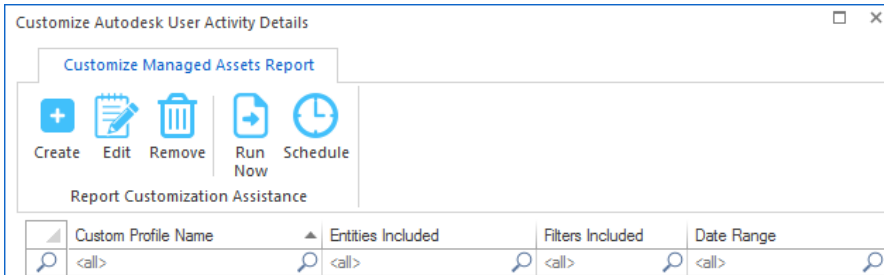 Customize Autodesk User Activity Details
Customize Managed Assets Report
Create Edit Remove Run Now Schedule
Report Customization Assistance
Custom Profile Name Entities Included Filters Included Date Range
<all> <all> <all> <all>